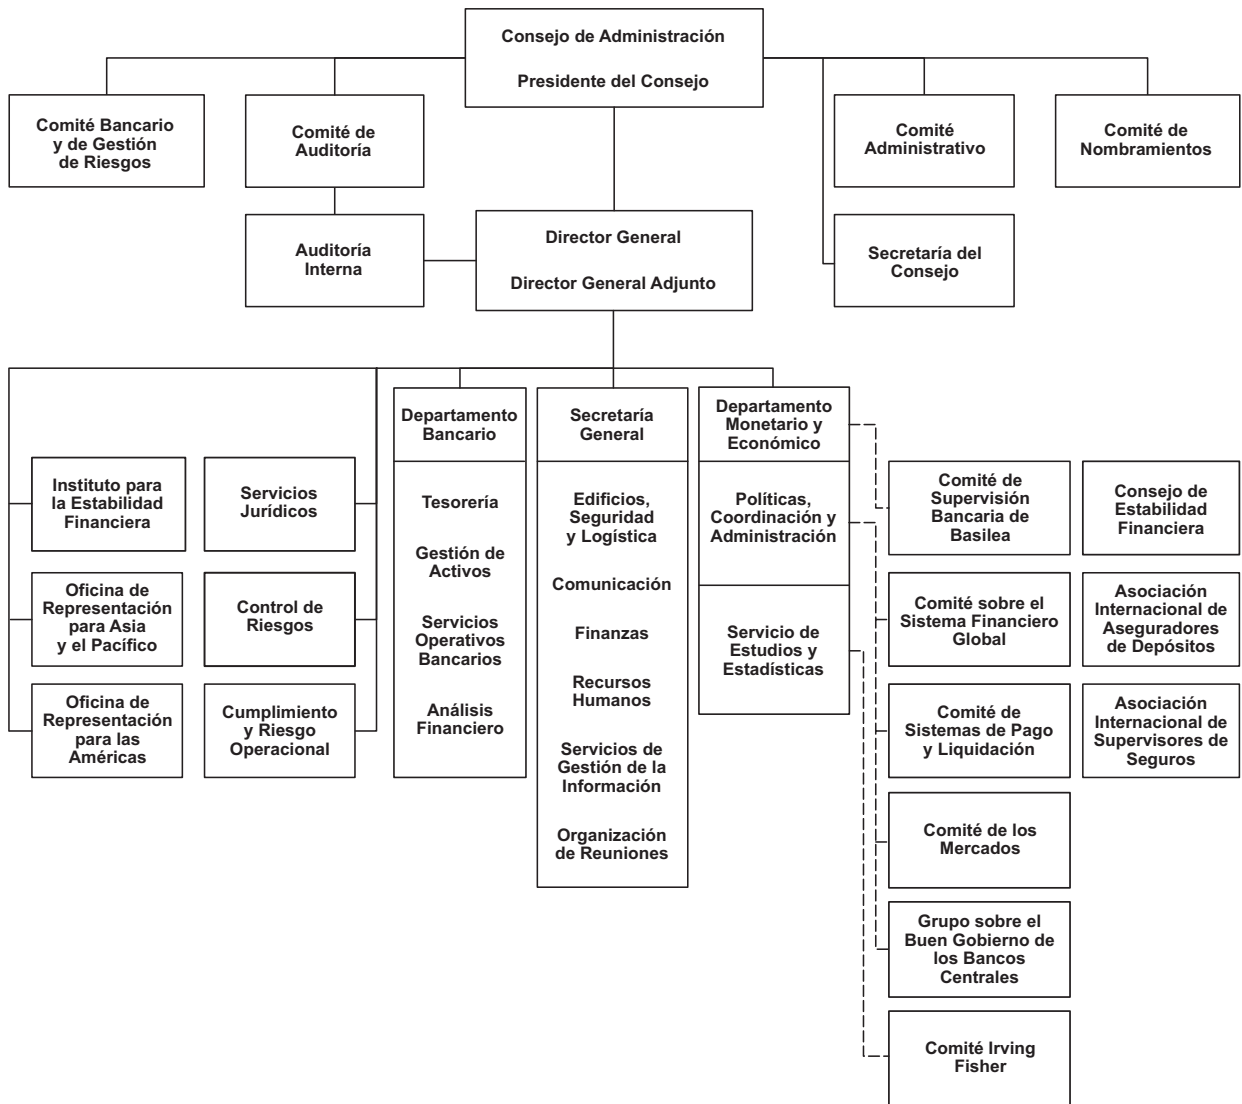 Consejo de Administración
Presidente del Consejo
Comité Bancario
y de Gestión
de Riesgos
Comité de
Auditoría
Comité
Administrativo
Comité de
Nombramientos
Auditoría
Interna
Director General
Director General Adjunto
Secretaría del
Consejo
Departamento
Bancario
Secretaría
General
Departamento
Monetario y
Económico
Instituto para
la Estabilidad
Financiera
Servicios
Jurídicos
Oficina de
Representación
para Asia
y el Pacífico
Control de
Riesgos
Oficina de
Representación
para las
Américas
Cumplimiento
y Riesgo
Operacional
Tesorería
Gestión de
Activos
Servicios
Operativos
Bancarios
Análisis
Financiero
Edificios,
Seguridad
y Logística
Comunicación
Finanzas
Recursos
Humanos
Servicios de
Gestión de la
Información
Organización
de Reuniones
Políticas,
Coordinación y
Administración
Servicio de
Estudios y
Estadísticas
Comité de
Supervisión
Bancaria de
Basilea
Consejo de
Estabilidad
Financiera
Comité sobre el
Sistema Financiero
Global
Asociación
Internacional de
Aseguradores
de Depósitos
Comité de
Sistemas de Pago
y Liquidación
Asociación
Internacional de
Supervisores de
Seguros
Comité de los
Mercados
Grupo sobre el
Buen Gobierno de
los Bancos
Centrales
Comité Irving
Fisher